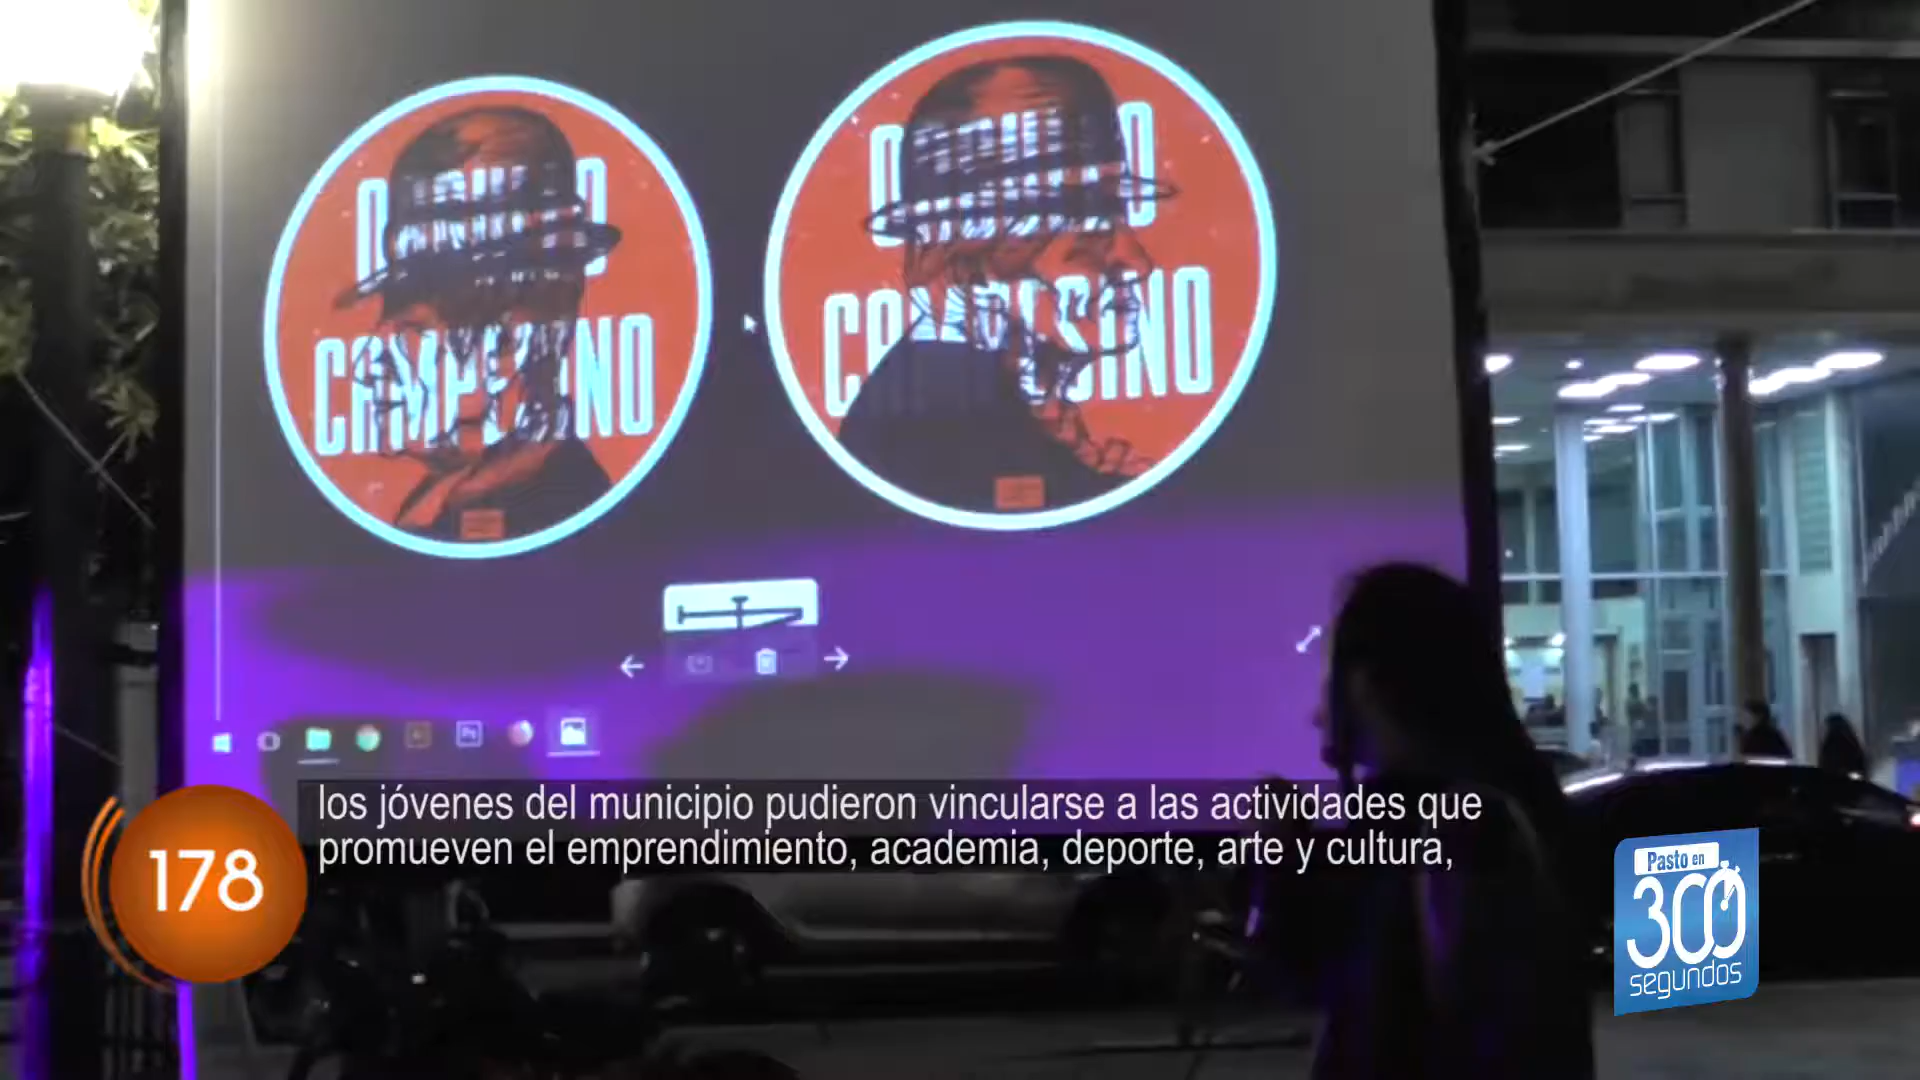 CAMPESINO
CAMPESINO
Ps
los jóvenes del municipio pudieron vincularse a las actividades que
promueven el emprendimiento, academia, deporte, arte y cultura,
178
Pasto en
300
segundos